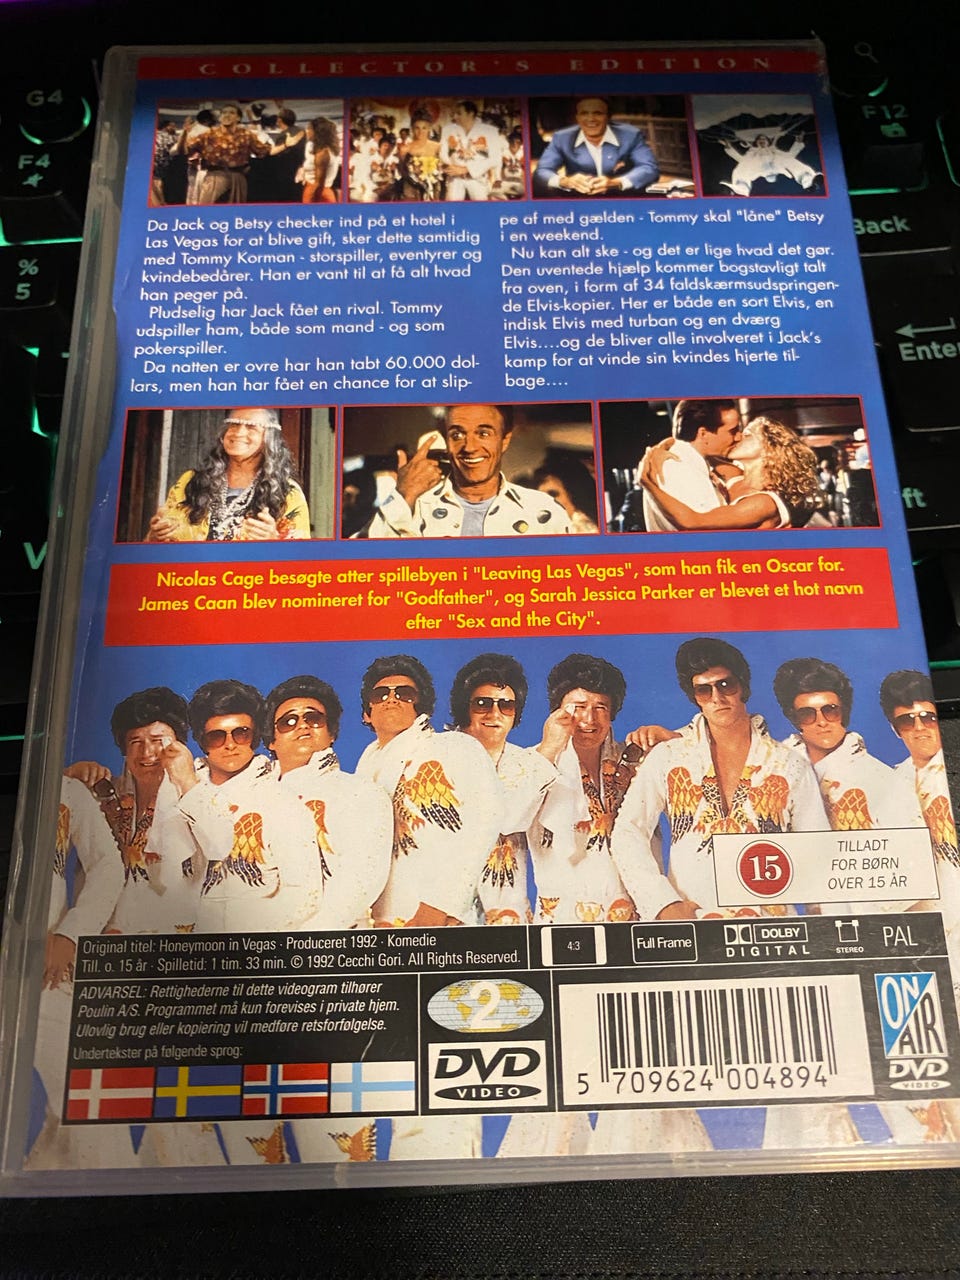 COLLECTOR'S EDITION
Da Jack og Betsy checker ind på et hotel i
Las Vegas for at blive gift, sker dette samtidig
med Tommy Korman - storspiller, eventyrer og
kvindebedårer. Han er vant til at få alt hvad
han peger på.
Pludselig har Jack fået en rival. Tommy
udspiller ham, både som mand - og som
pokerspiller.
Da natten er ovre har han tabt 60.000 dol-
lars, men han har fået en chance for at slip-
pe af med gælden - Tommy skal "låne" Betsy
i en weekend.
Nu kan alt ske - og det er lige hvad det gør.
Den uventede hjælp kommer bogstavligt talt
fra oven, i form af 34 faldskærmsudspringen-
de Elvis-kopier. Her er både en sort Elvis, en
indisk Elvis med turban og en dværg
Elvis....og de bliver alle involveret i Jack's
kamp for at vinde sin kvindes hjerte til-
bage....
Nicolas Cage besøgte atter spillebyen i "Leaving Las Vegas", som han fik en Oscar for.
James Caan blev nomineret for "Godfather", og Sarah Jessica Parker er blevet et hot navn
efter "Sex and the City".
15
TILLADT
FOR BØRN
OVER 15 ÅR
Original titel: Honeymoon in Vegas · Produceret 1992 · Komedie
Till. o. 15 år · Spilletid: 1 tim. 33 min. © 1992 Cecchi Gori. All Rights Reserved.
4:3
Full Frame
DOLBY
DIGITAL
STEREO
PAL
ADVARSEL: Rettighederne til dette videogram tilhører
Poulin A/S. Programmet må kun forevises i private hjem.
Ulovlig brug eller kopiering vil medføre retsforfølgelse.
Undertekster på følgende sprog:
2
DVD
VIDEO
5 709624 004894
ON
AIR
DVD
VIDEO
G4
F4
%
5
F12
Back
Enter
ft
V